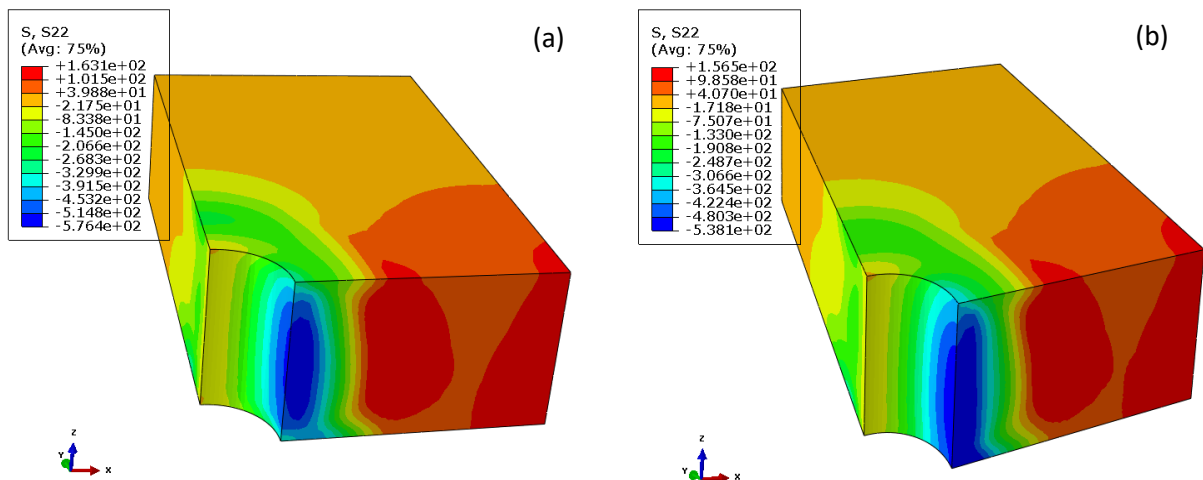 S, S22
(Avg: 75%)
+1.631e+02
+1.015e+02
+3.988e+01
-2.175e+01
-8.338e+01
-1.450e+02
-2.066e+02
-2.683e+02
-3.299e+02
-3.915e+02
-4.532e+02
-5.148e+02
-5.764e+02
(a)
Z
Y
X
S, S22
(Avg: 75%)
+1.565e+02
+9.858e+01
+4.070e+01
-1.718e+01
-7.507e+01
-1.330e+02
-1.908e+02
-2.487e+02
-3.066e+02
-3.645e+02
-4.224e+02
-4.803e+02
-5.381e+02
(b)
Z
Y
X